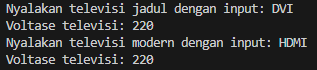 Nyalakan televisi jadul dengan input: DVI
Voltase televisi: 220
Nyalakan televisi modern dengan input: HDMI
Voltase televisi: 220